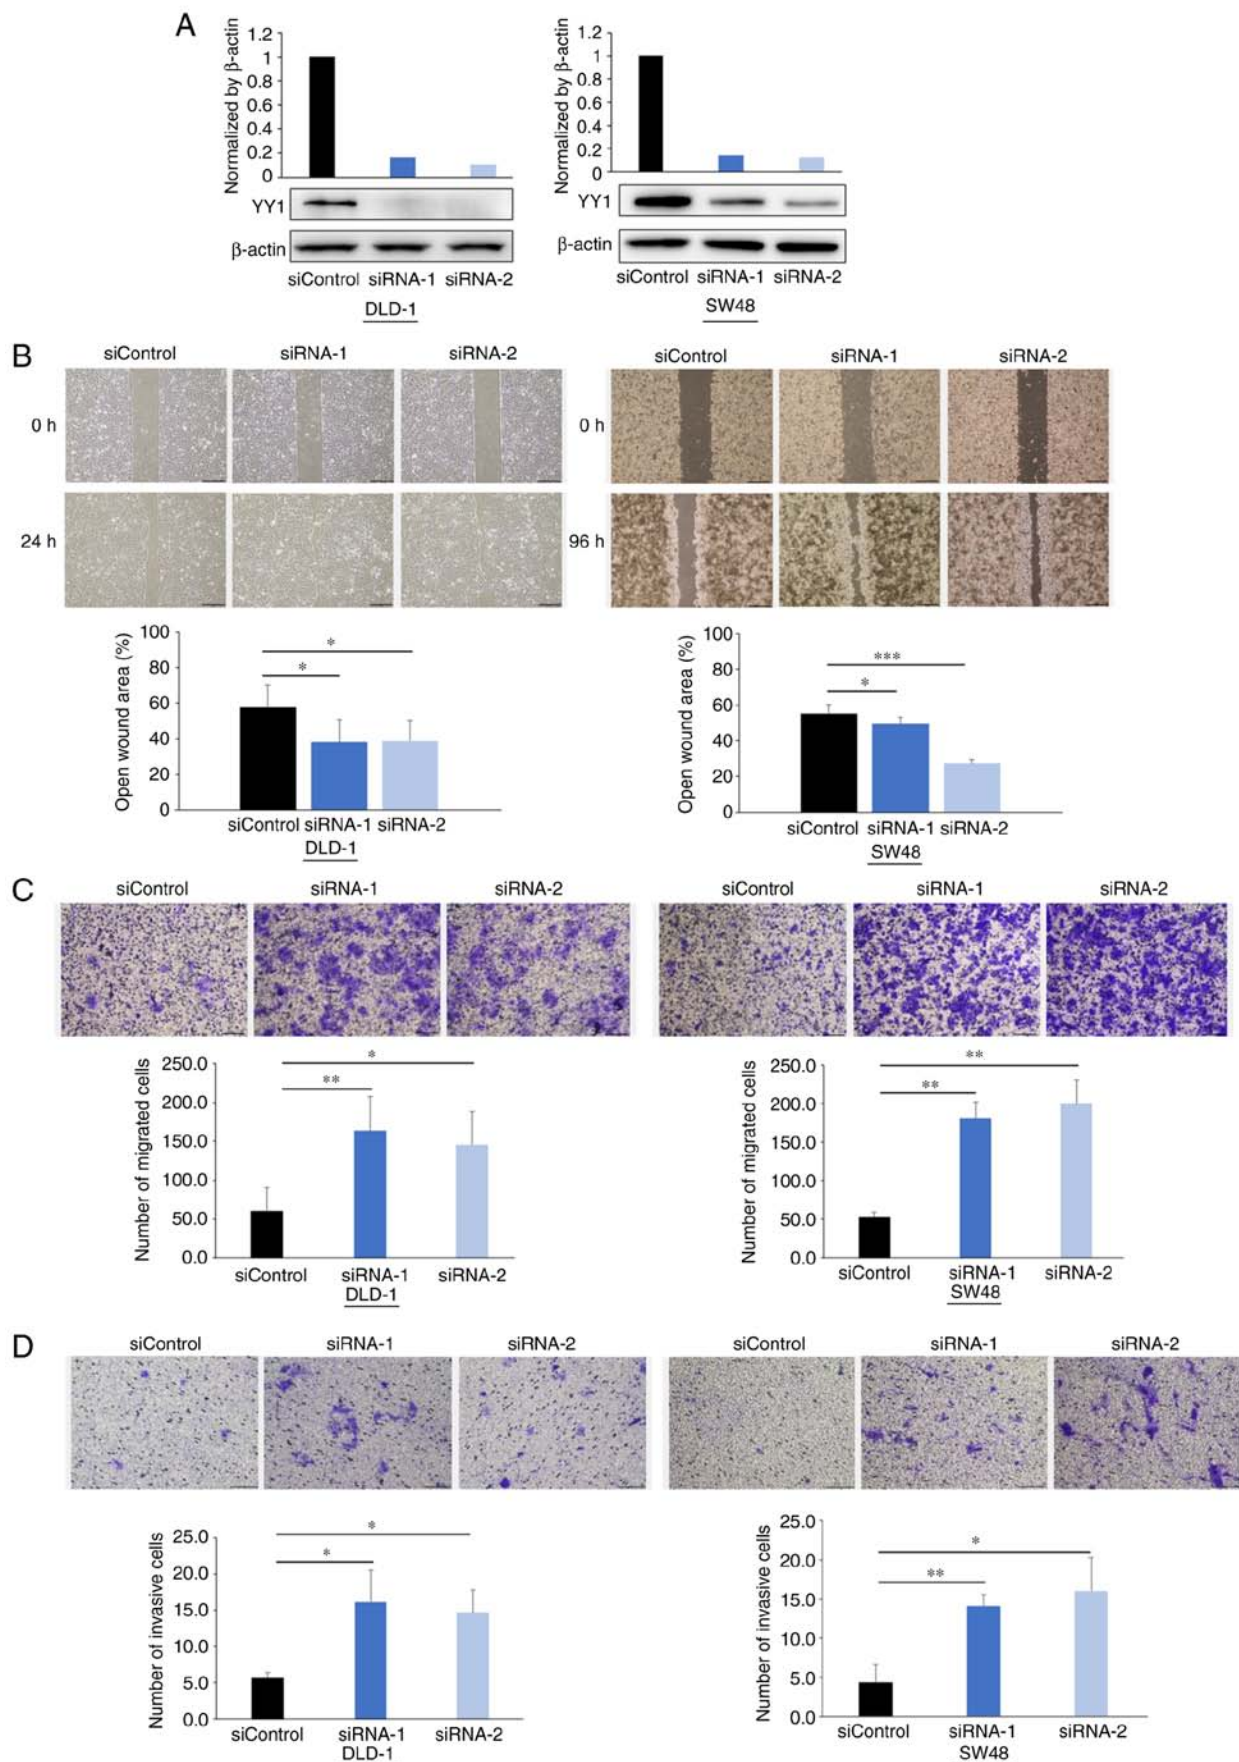 A
Normalized by β-actin
1.2
1
0.8
0.6
0.4
0.2
0
YY1
β-actin
siControl siRNA-1 siRNA-2
DLD-1
Normalized by β-actin
1.2
1
0.8
0.6
0.4
0.2
0
YY1
β-actin
siControl siRNA-1 siRNA-2
SW48
B
siControl siRNA-1 siRNA-2
0 h
24 h
siControl siRNA-1 siRNA-2
0 h
96 h
Open wound area (%)
100
80
60
40
20
0
*
*
siControl siRNA-1 siRNA-2
DLD-1
Open wound area (%)
100
80
60
40
20
0
***
*
siControl siRNA-1 siRNA-2
SW48
C
siControl siRNA-1 siRNA-2
siControl siRNA-1 siRNA-2
Number of migrated cells
250.0
200.0
150.0
100.0
50.0
0.0
*
**
siControl siRNA-1 siRNA-2
DLD-1
Number of migrated cells
250.0
200.0
150.0
100.0
50.0
0.0
**
**
siControl siRNA-1 siRNA-2
SW48
D
siControl siRNA-1 siRNA-2
siControl siRNA-1 siRNA-2
Number of invasive cells
25.0
20.0
15.0
10.0
5.0
0.0
*
*
siControl siRNA-1 siRNA-2
DLD-1
Number of invasive cells
25.0
20.0
15.0
10.0
5.0
0.0
*
**
siControl siRNA-1 siRNA-2
SW48